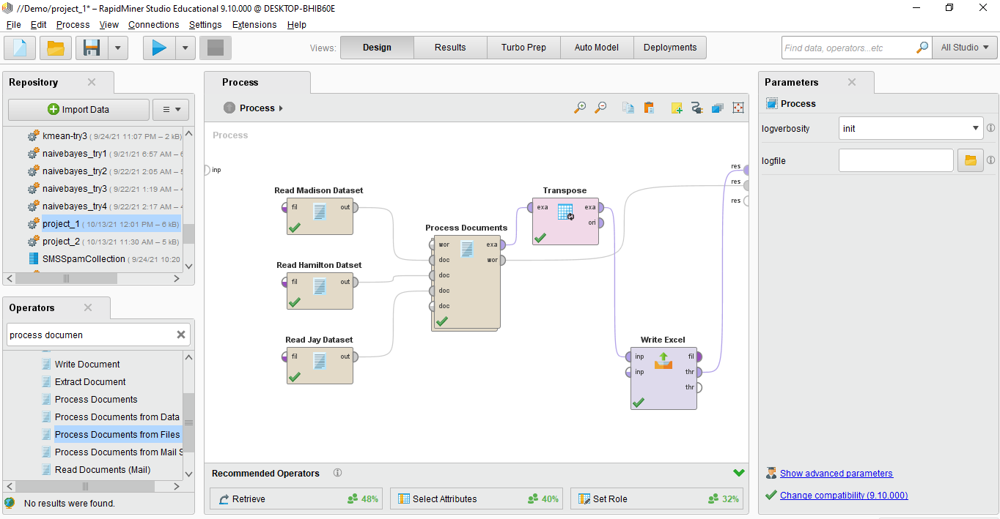 //Demo/project_1* – RapidMiner Studio Educational 9.10.000 @ DESKTOP-BHIB60E
File Edit Process View Connections Settings Extensions Help
Views: Design Results Turbo Prep Auto Model Deployments
Find data, operators...etc
All Studio
Repository
Import Data
kmean-try3 ( 9/24/21 11:07 PM – 2 kB)
naivebayes_try1 ( 9/21/21 6:57 AM – 6
naivebayes_try2 ( 9/22/21 2:05 AM –
naivebayes_try3 ( 9/22/21 1:19 AM –
naivebayes_try4 ( 9/22/21 2:17 AM –
project_1 ( 10/13/21 12:01 PM – 6 kB)
project_2 ( 10/13/21 11:30 AM – 5 kB)
SMSSpamCollection ( 9/24/21 10:20
Operators
process documen
Write Document
Extract Document
Process Documents
Process Documents from Data
Process Documents from Files
Process Documents from Mail S
Read Documents (Mail)
No results were found.
Process
Process
Process
inp
res
res
res
Read Madison Dataset
fil out
Read Hamilton Datset
fil out
Read Jay Dataset
fil out
Process Documents
wor exa
doc wor
doc
doc
doc
Transpose
exa exa
ori
Write Excel
inp fil
inp thr
thr
Recommended Operators
Retrieve 48%
Select Attributes 40%
Set Role 32%
Parameters
Process
logverbosity init
logfile
Show advanced parameters
Change compatibility (9.10.000)